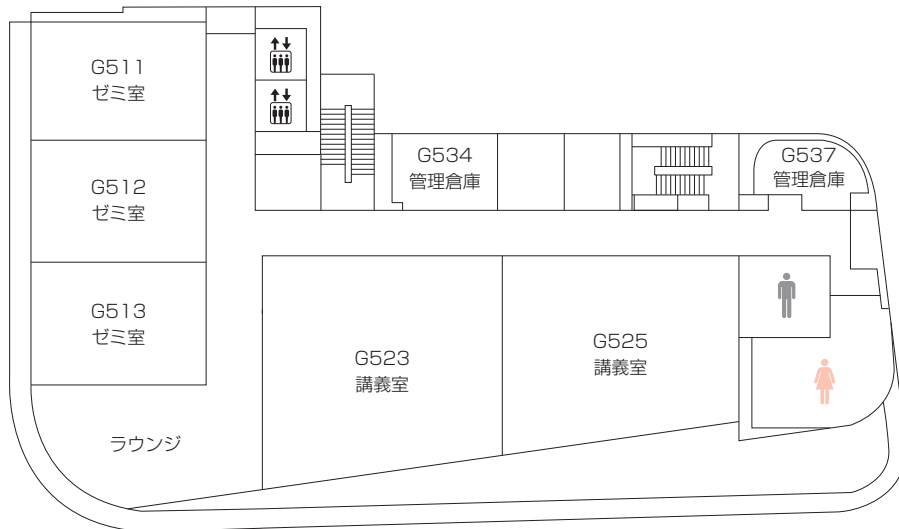 G511
ゼミ室
G512
ゼミ室
G513
ゼミ室
ラウンジ
G534
管理倉庫
G537
管理倉庫
G523
講義室
G525
講義室